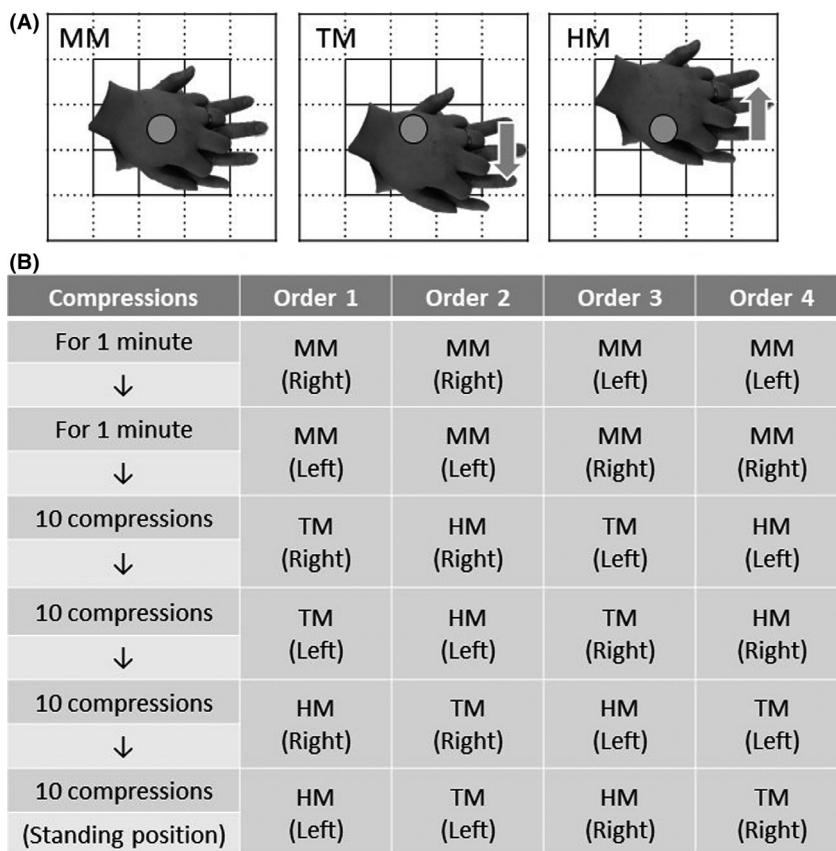 (A)
MM TM HM
(B)
Compressions Order 1 Order 2 Order 3 Order 4
For 1 minute MM MM MM MM
↓ (Right) (Right) (Left) (Left)
For 1 minute MM MM MM MM
↓ (Left) (Left) (Right) (Right)
10 compressions TM HM TM HM
↓ (Right) (Right) (Left) (Left)
10 compressions TM HM TM HM
↓ (Left) (Left) (Right) (Right)
10 compressions HM TM HM TM
↓ (Right) (Right) (Left) (Left)
10 compressions HM TM HM TM
(Standing position) (Left) (Left) (Right) (Right)